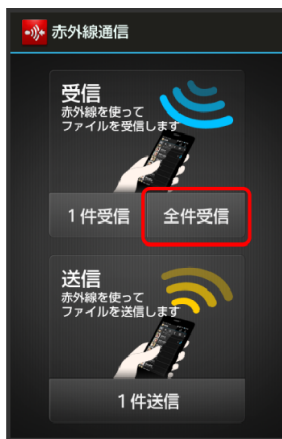 赤外線通信
受信
赤外線を使って
ファイルを受信します
1件受信
全件受信
送信
赤外線を使って
ファイルを送信します
1件送信